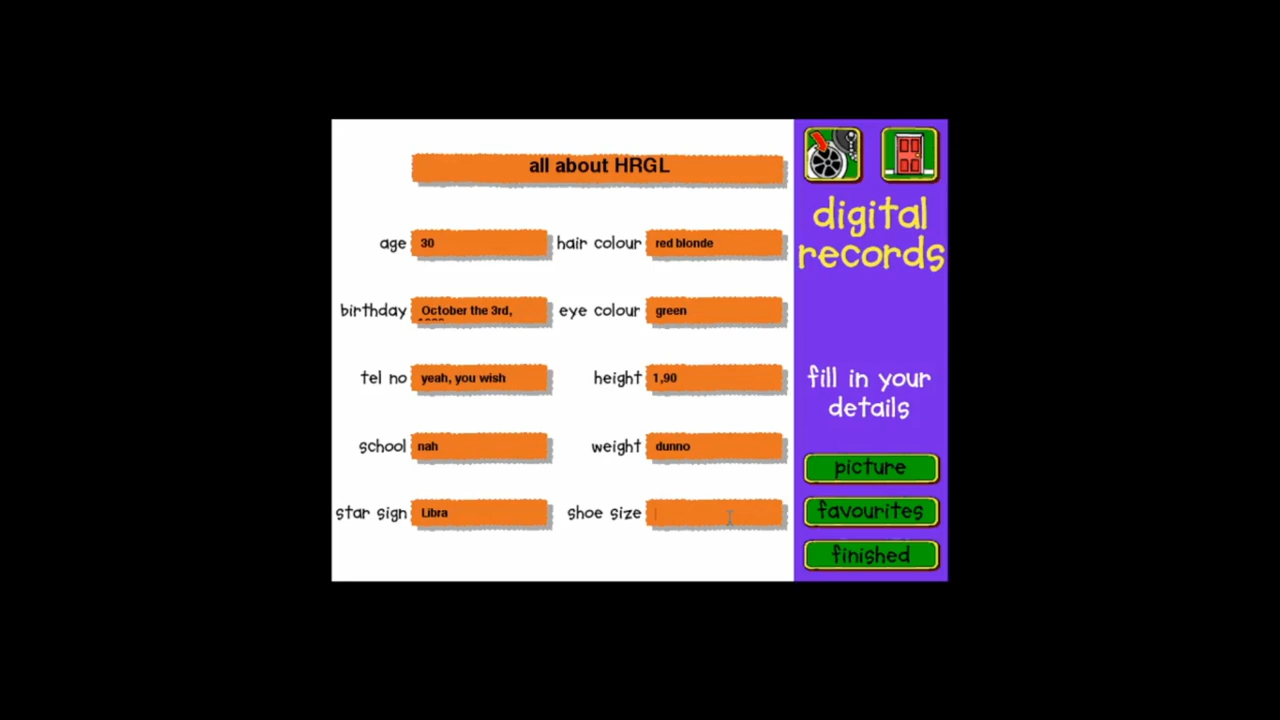 all about HRGL
age 30 hair colour red blonde
birthday October the 3rd, eye colour green
tel no yeah, you wish height 1,90
school nah weight dunno
star sign Libra shoe size
digital
records
fill in your
details
picture
favourites
finished